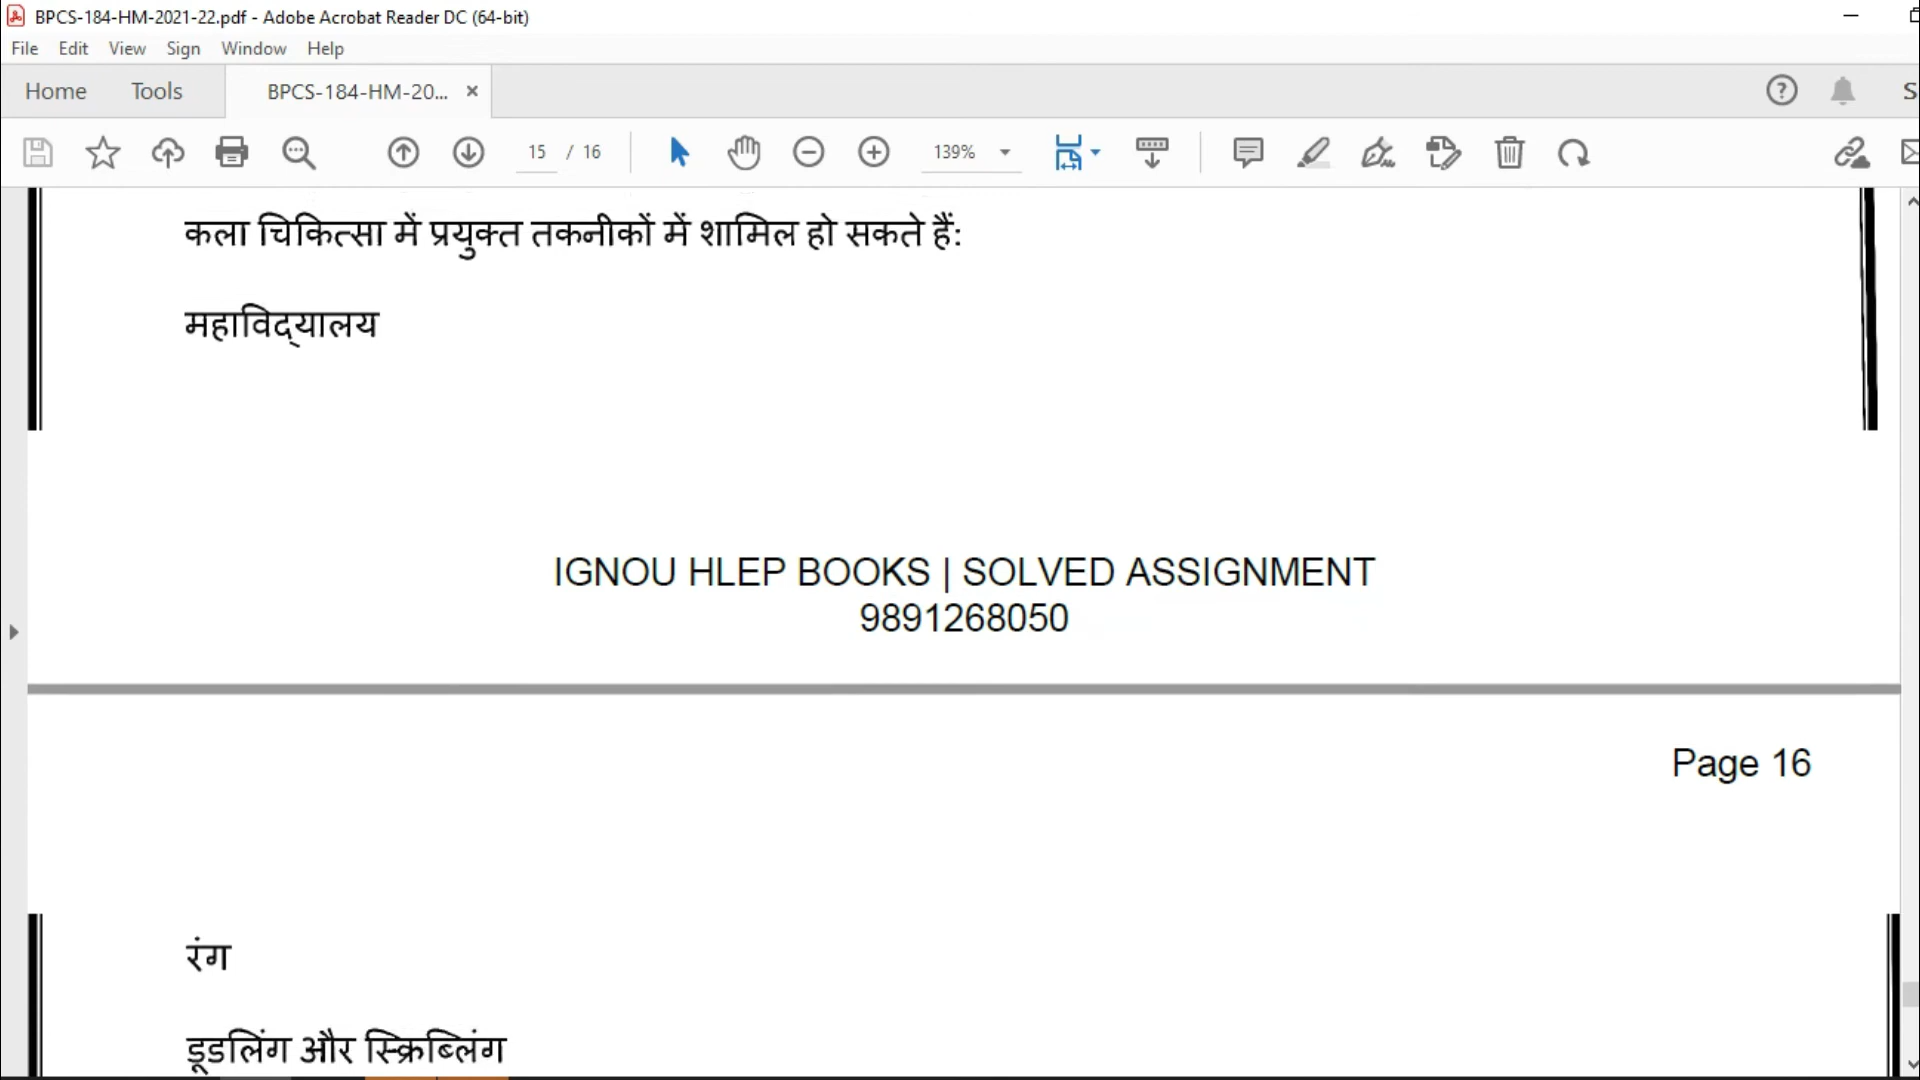 BPCS-184-HM-2021-22.pdf - Adobe Acrobat Reader DC (64-bit)
File Edit View Sign Window Help
Home Tools BPCS-184-HM-20... ×
15 / 16 139%
कला चिकित्सा में प्रयुक्त तकनीकों में शामिल हो सकते हैं:
महाविद्यालय
IGNOU HLEP BOOKS | SOLVED ASSIGNMENT
9891268050
Page 16
रंग
डूडलिंग और स्क्रिब्लिंग